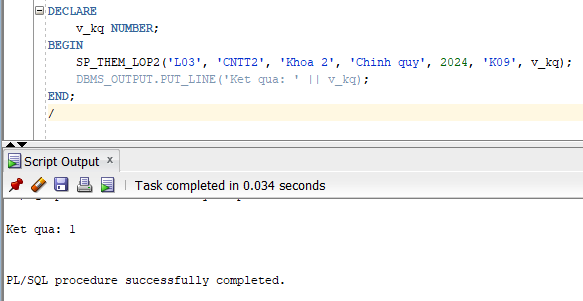 DECLARE
v_kq NUMBER;
BEGIN
SP_THEM_LOP2('L03', 'CNTT2', 'Khoa 2', 'Chinh quy', 2024, 'K09', v_kq);
DBMS_OUTPUT.PUT_LINE('Ket qua: ' || v_kq);
END;
/
Script Output x
Task completed in 0.034 seconds
Ket qua: 1
PL/SQL procedure successfully completed.